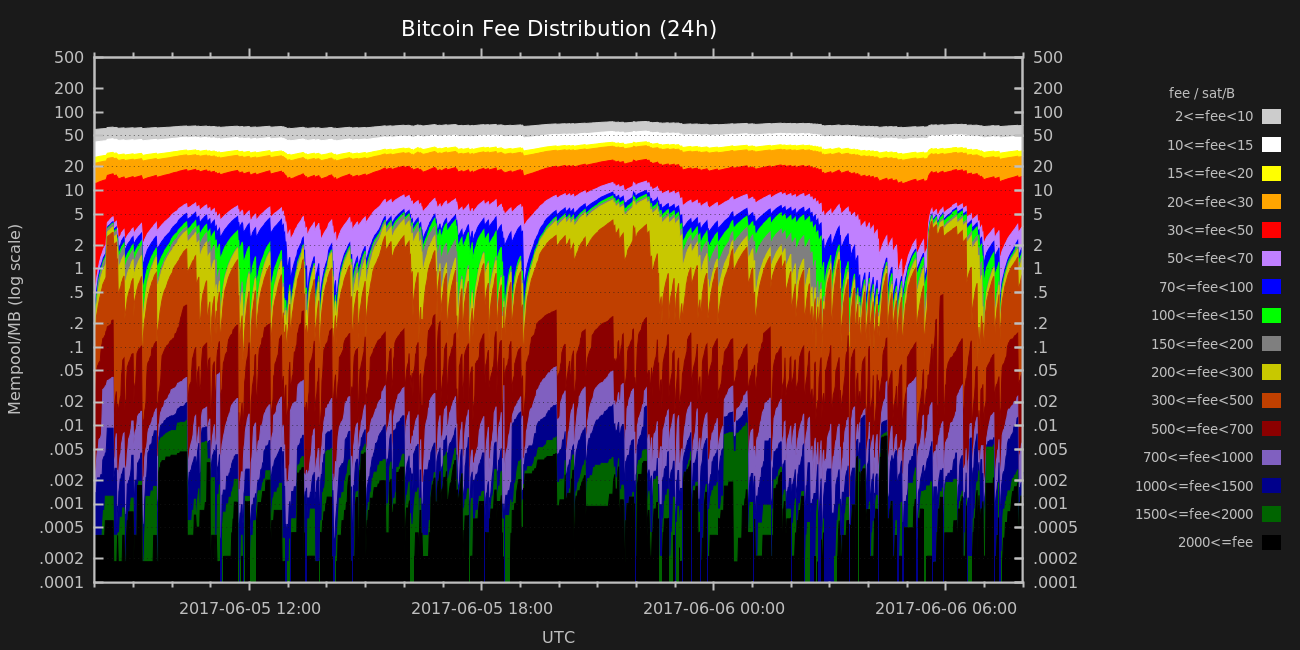 Bitcoin Fee Distribution (24h)
500
200
100
50
20
10
5
2
1
.5
.2
.1
.05
.02
.01
.005
.002
.001
.0005
.0002
.0001
Mempool/MB (log scale)
500
200
100
50
20
10
5
2
1
.5
.2
.1
.05
.02
.01
.005
.002
.001
.0005
.0002
.0001
2017-06-05 12:00
2017-06-05 18:00
2017-06-06 00:00
2017-06-06 06:00
UTC
fee / sat/B
2<=fee<10
10<=fee<15
15<=fee<20
20<=fee<30
30<=fee<50
50<=fee<70
70<=fee<100
100<=fee<150
150<=fee<200
200<=fee<300
300<=fee<500
500<=fee<700
700<=fee<1000
1000<=fee<1500
1500<=fee<2000
2000<=fee